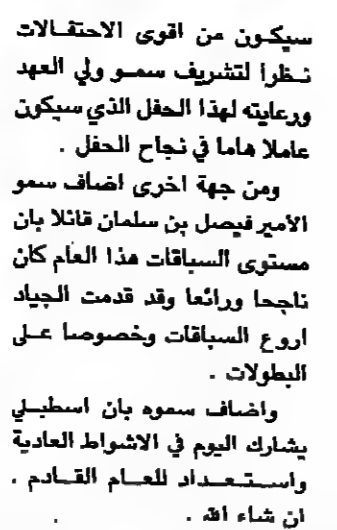 سيكون من اقوى الاحتفالات
نظرا لتشريف سمو ولي العهد
ورعايته لهذا الحفل الذي سيكون
عاملا هاما في نجاح الحفل .
ومن جهة اخرى اضاف سمو
الأمير فيصل بن سلمان قائلا بان
مستوى السباقات هذا العام كان
ناجحا ورائعا وقد قدمت الجياد
اروع السباقات وخصوصا على
البطولات .
واضاف سموه بان اسطبلي
يشارك اليوم في الاشواط العادية
واستعداد للعام القادم .
ان شاء الله .